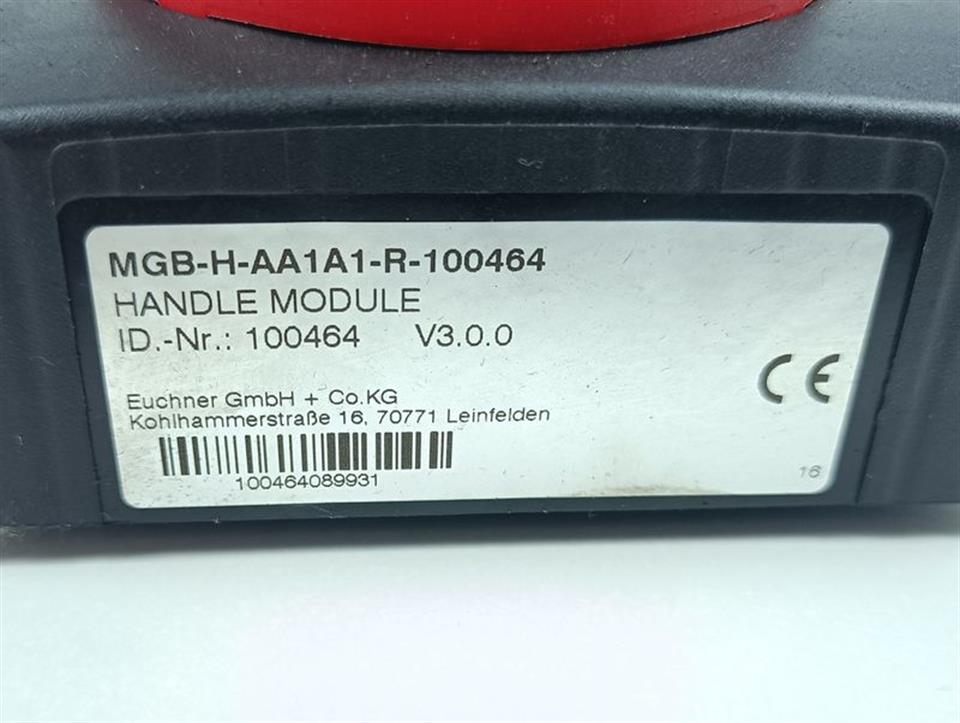 MGB-H-AA1A1-R-100464
HANDLE MODULE
ID.-Nr.: 100464 V3.0.0
CE
Euchner GmbH + Co.KG
Kohlhammerstraße 16, 70771 Leinfelden
100464089931
16